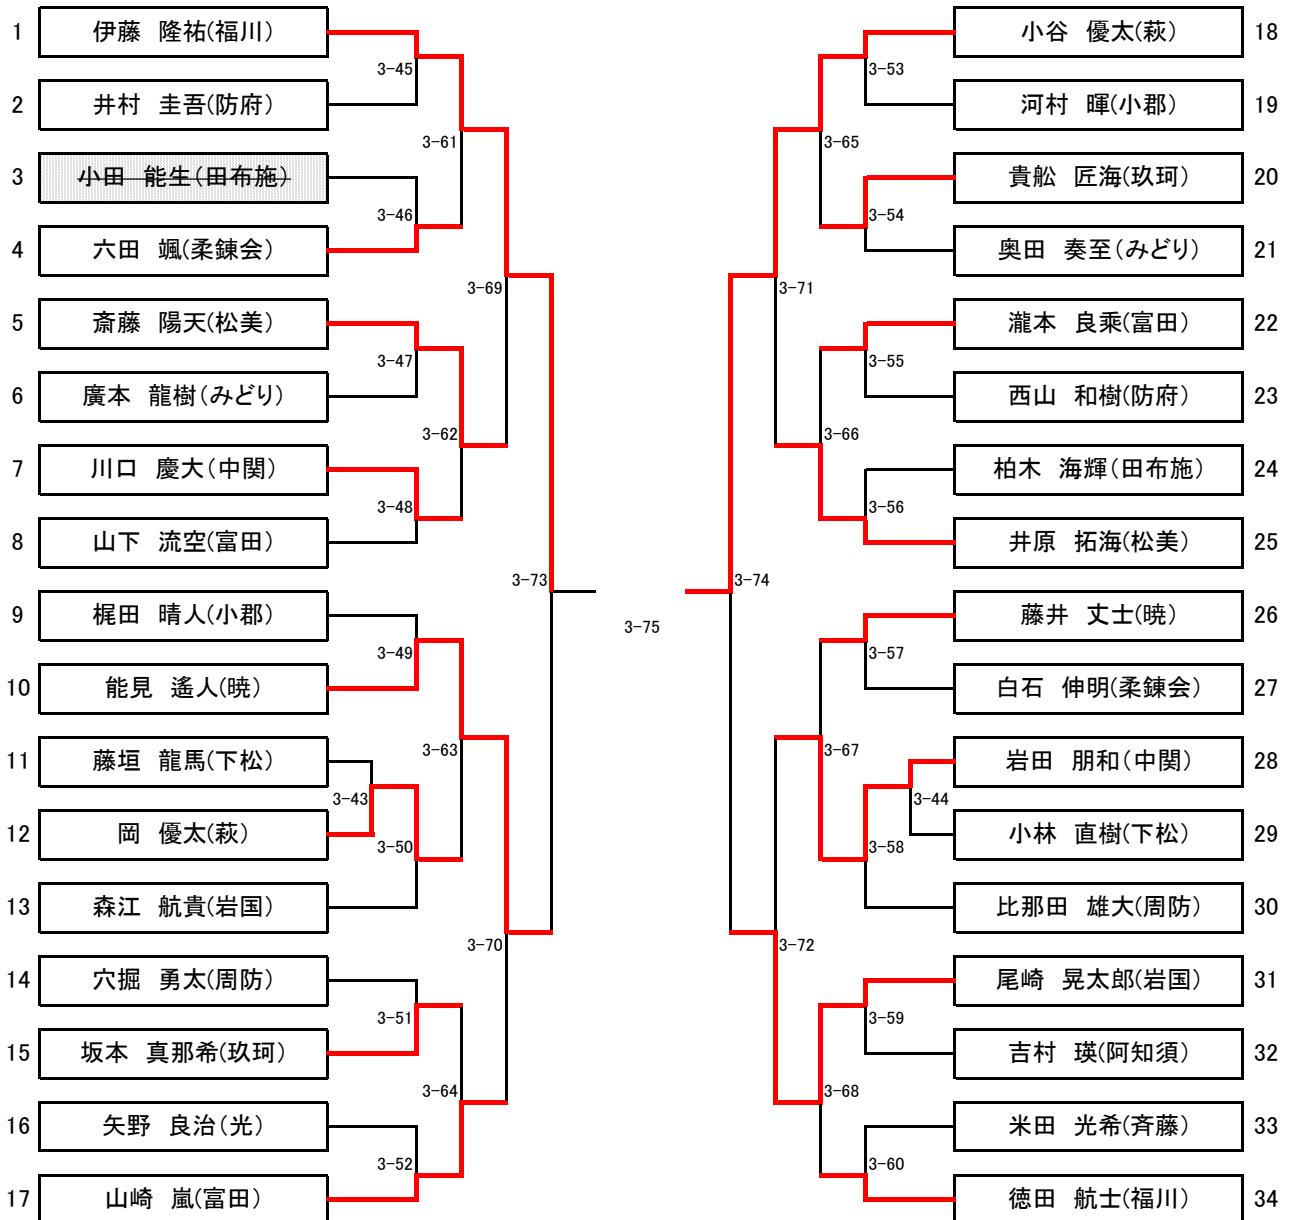 1 伊藤 隆祐(福川)
3-45
2 井村 圭吾(防府)
3-61
3 小田 能生(田布施)
3-46
4 六田 颯(柔錬会)
3-69
5 斎藤 陽天(松美)
3-47
6 廣本 龍樹(みどり)
3-62
7 川口 慶大(中関)
3-48
8 山下 流空(富田)
3-73
9 梶田 晴人(小郡)
3-49
10 能見 遙人(暁)
3-63
11 藤垣 龍馬(下松)
3-43
12 岡 優太(萩)
3-50
13 森江 航貴(岩国)
3-70
14 穴掘 勇太(周防)
3-51
15 坂本 真那希(玖珂)
3-64
16 矢野 良治(光)
3-52
17 山崎 嵐(富田)
3-75
小谷 優太(萩) 18
3-53
河村 暉(小郡) 19
3-65
貴舩 匠海(玖珂) 20
3-54
奥田 奏至(みどり) 21
3-71
瀧本 良乘(富田) 22
3-55
西山 和樹(防府) 23
3-66
柏木 海輝(田布施) 24
3-56
井原 拓海(松美) 25
3-74
藤井 丈士(暁) 26
3-57
白石 伸明(柔錬会) 27
3-67
岩田 朋和(中関) 28
3-44
小林 直樹(下松) 29
3-58
比那田 雄大(周防) 30
3-72
尾崎 晃太郎(岩国) 31
3-59
吉村 瑛(阿知須) 32
3-68
米田 光希(斉藤) 33
3-60
徳田 航士(福川) 34